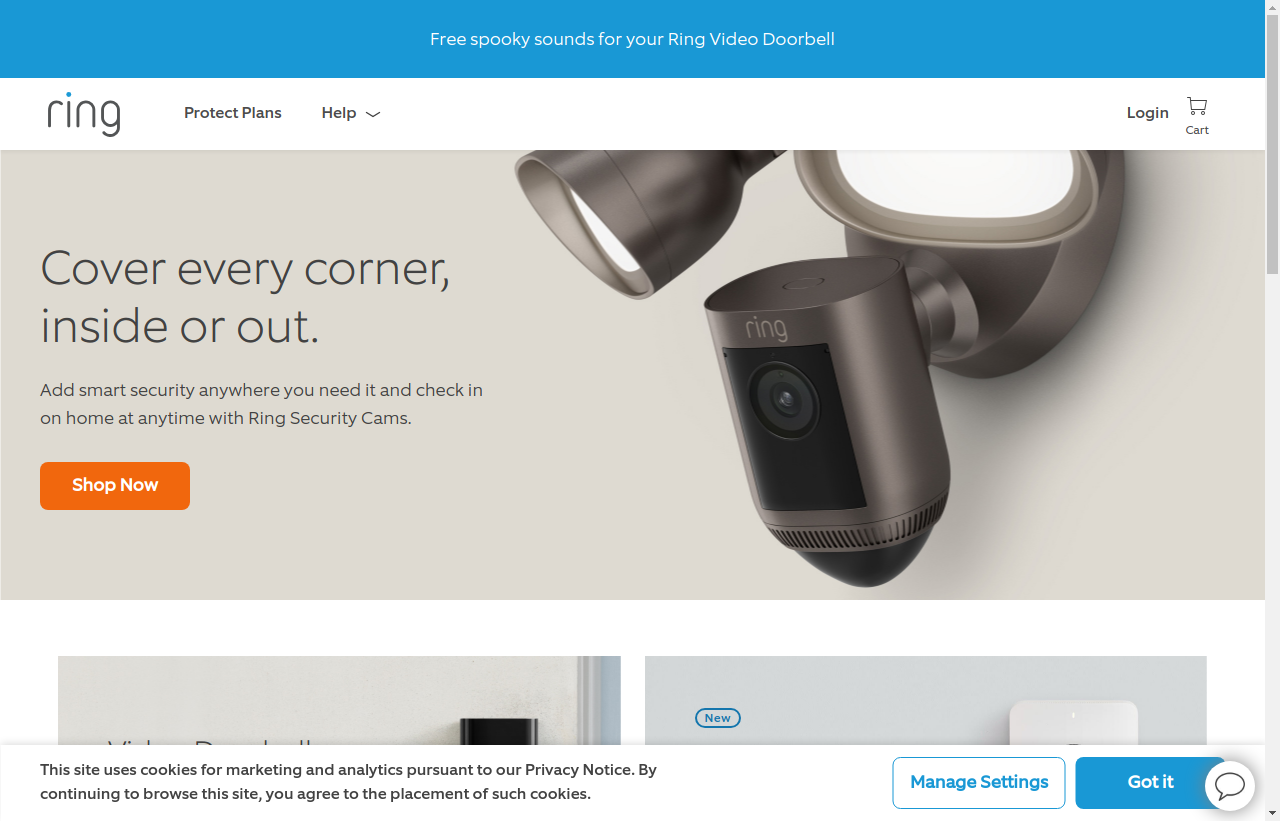 Free spooky sounds for your Ring Video Doorbell
ring
Protect Plans
Help
Login
Cart
Cover every corner,
inside or out.
Add smart security anywhere you need it and check in
on home at anytime with Ring Security Cams.
Shop Now
ring
New
Video Doorbell
This site uses cookies for marketing and analytics pursuant to our Privacy Notice. By
continuing to browse this site, you agree to the placement of such cookies.
Manage Settings
Got it